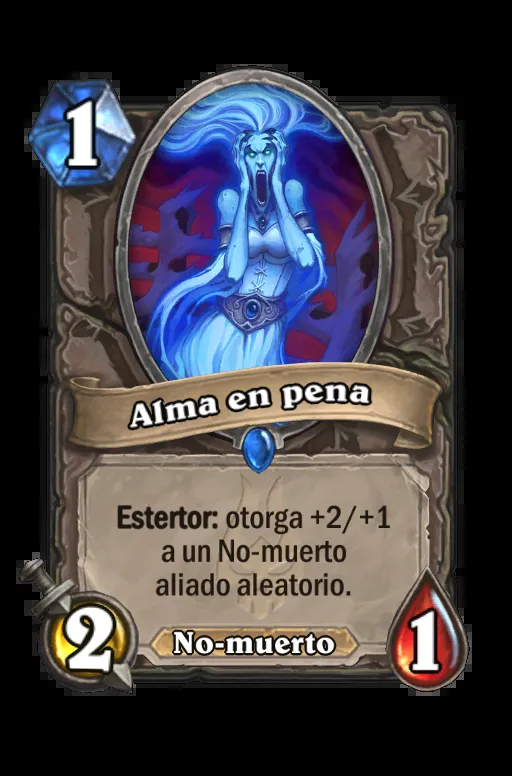 1
Alma en pena
Estertor: otorga +2/+1
a un No-muerto
aliado aleatorio.
2
No-muerto
1